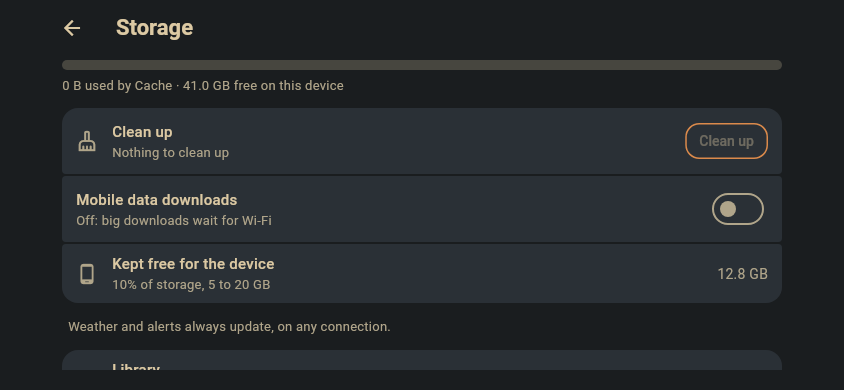 Storage
0 B used by Cache · 41.0 GB free on this device
Clean up
Nothing to clean up
Clean up
Mobile data downloads
Off: big downloads wait for Wi-Fi
Kept free for the device
10% of storage, 5 to 20 GB
12.8 GB
Weather and alerts always update, on any connection.
Library